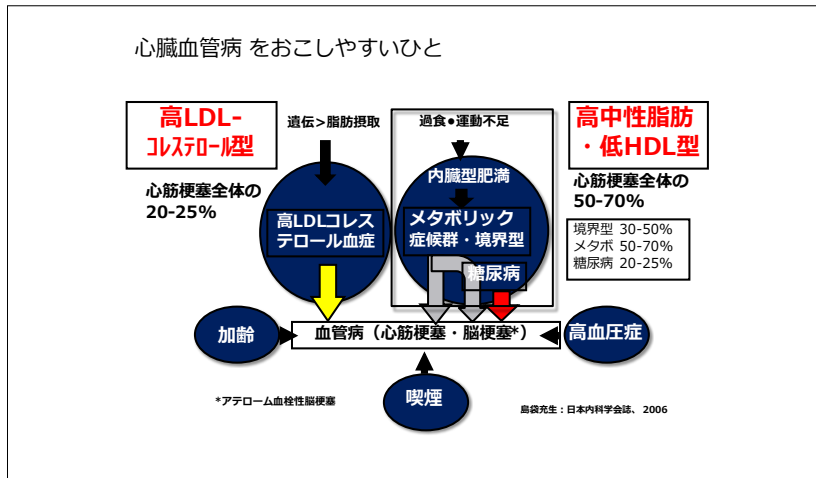 心臓血管病 をおこしやすいひと
高LDL-
ｺﾚｽﾃﾛｰﾙ型
心筋梗塞全体の
20-25%
遺伝>脂肪摂取
高LDLコレス
テロール血症
過食•運動不足
内臓型肥満
メタボリック
症候群・境界型
糖尿病
高中性脂肪
・低HDL型
心筋梗塞全体の
50-70%
境界型 30-50%
メタボ 50-70%
糖尿病 20-25%
加齢
血管病（心筋梗塞・脳梗塞*）
高血圧症
喫煙
*アテローム血栓性脳梗塞
島袋充生：日本内科学会誌、2006